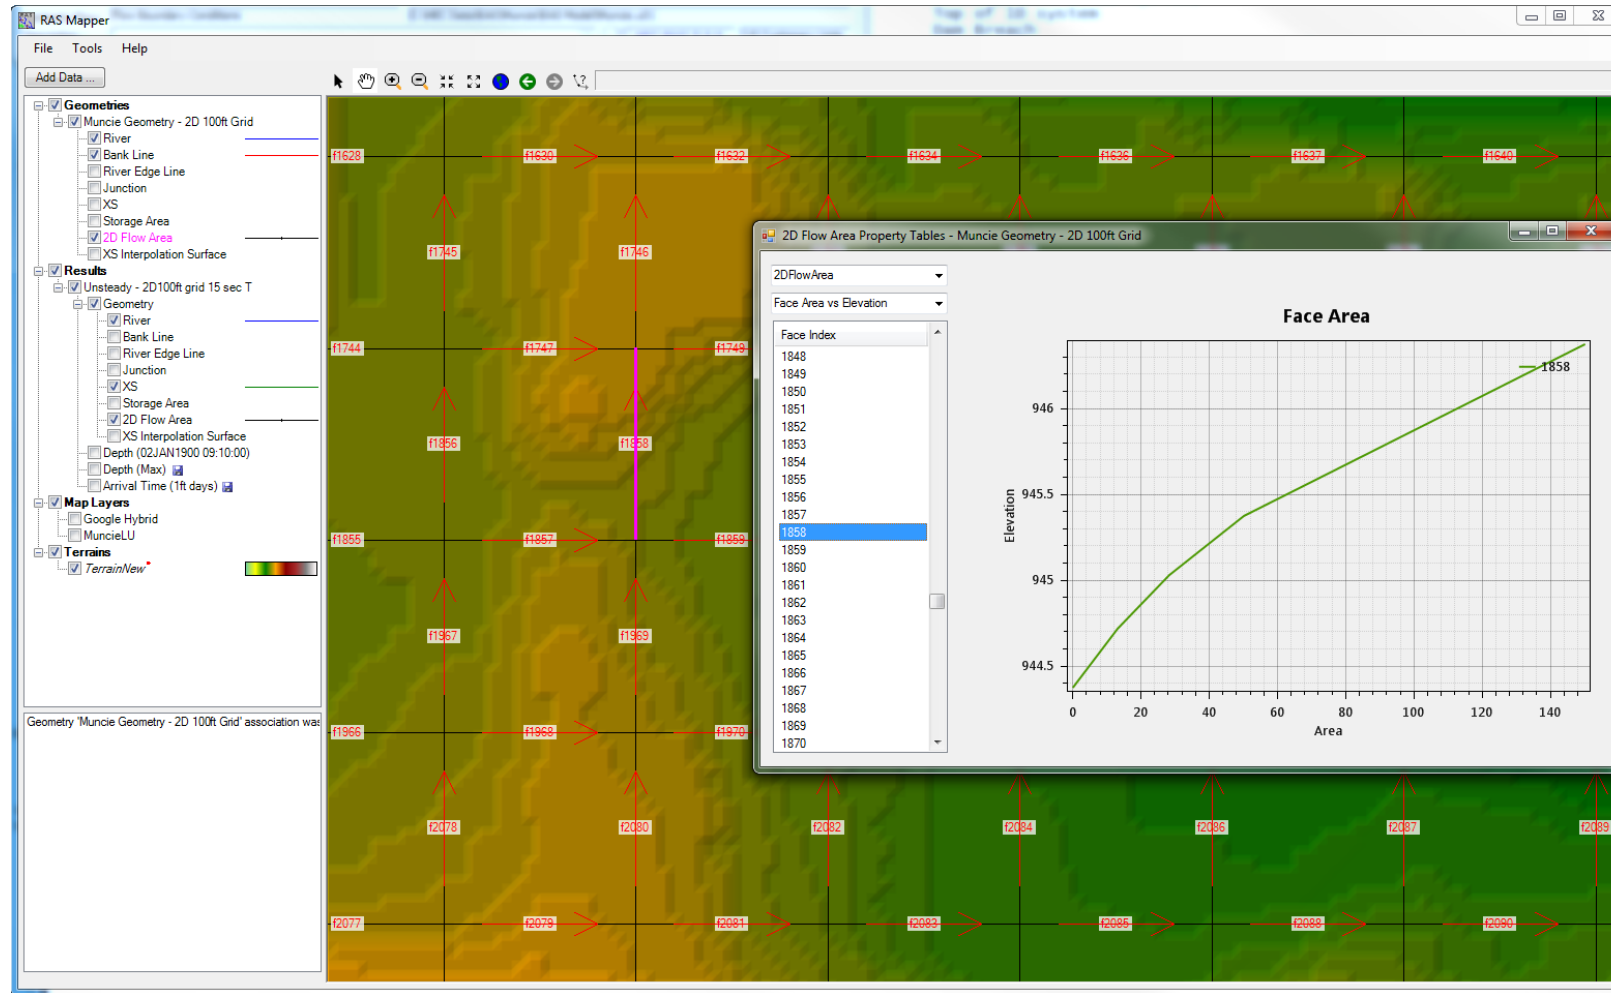 RAS Mapper
Top of 1D system
Dam Breach
File Tools Help
Add Data ...
Geometries
Muncie Geometry - 2D 100ft Grid
River
Bank Line
River Edge Line
Junction
XS
Storage Area
2D Flow Area
XS Interpolation Surface
Results
Unsteady - 2D100ft grid 15 sec T
Geometry
River
Bank Line
River Edge Line
Junction
XS
Storage Area
2D Flow Area
XS Interpolation Surface
Depth (02JAN1900 09:10:00)
Depth (Max)
Arrival Time (1ft days)
Map Layers
Google Hybrid
MuncieLU
Terrains
TerrainNew
Geometry 'Muncie Geometry - 2D 100ft Grid' association was
f1628 f1630 f1632 f1634 f1636 f1637 f1640
f1745 f1746
f1744 f1747 f1749
f1856 f1858
f1855 f1857 f1859
f1967 f1969
f1966 f1968 f1970
f2078 f2080 f2082 f2084 f2086 f2087 f2089
f2077 f2079 f2081 f2083 f2085 f2088 f2090
2D Flow Area Property Tables - Muncie Geometry - 2D 100ft Grid
2DFlowArea
Face Area vs Elevation
Face Index
1848
1849
1850
1851
1852
1853
1854
1855
1856
1857
1858
1859
1860
1861
1862
1863
1864
1865
1866
1867
1868
1869
1870
Face Area
1858
946
945.5
945
944.5
Elevation
0 20 40 60 80 100 120 140
Area